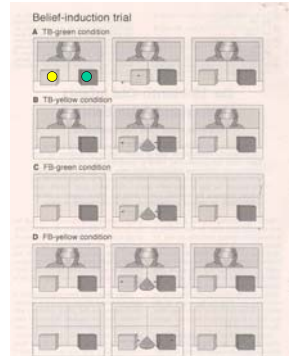 Belief-induction trial
A TB-green condition
B TB-yellow condition
C FB-green condition
D FB-yellow condition